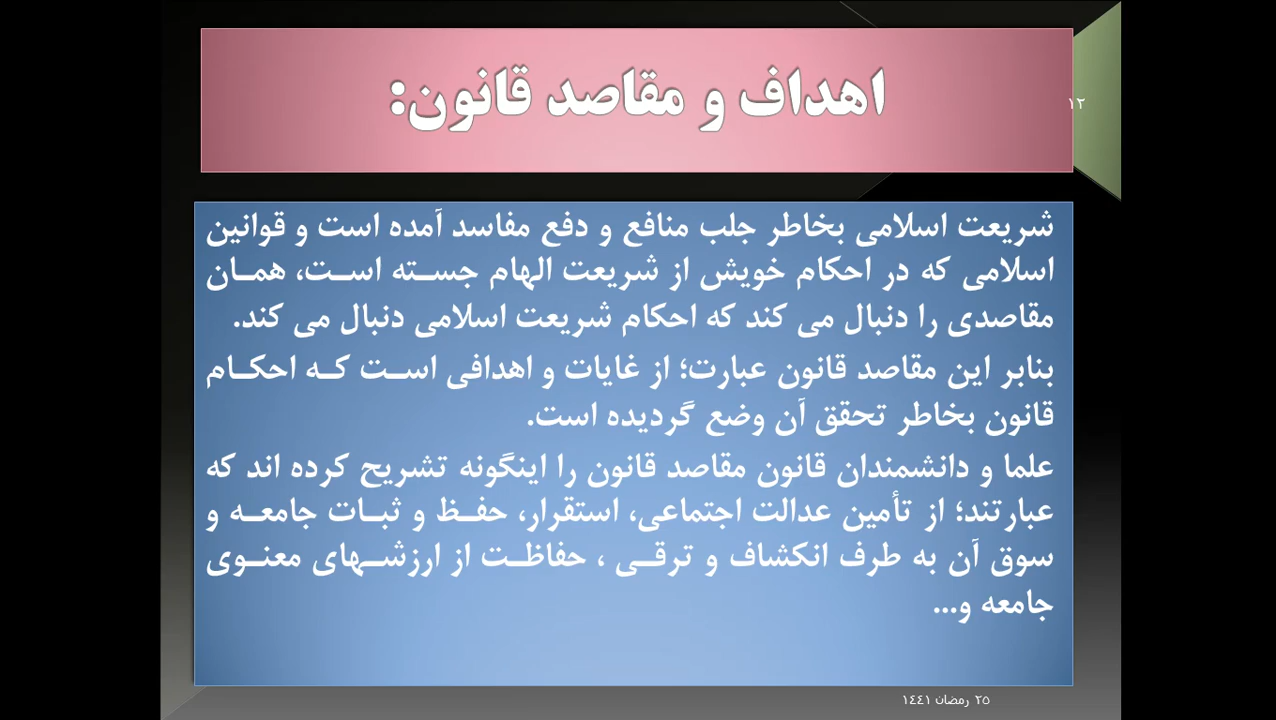 اهداف و مقاصد قانون:
۱۲
شریعت اسلامی بخاطر جلب منافع و دفع مفاسد آمده است و قوانین
اسلامی که در احکام خویش از شریعت الهام جسته است، همان
مقاصدی را دنبال می کند که احکام شریعت اسلامی دنبال می کند.
بنابر این مقاصد قانون عبارت؛ از غایات و اهدافی است که احکام
قانون بخاطر تحقق آن وضع گردیده است.
علما و دانشمندان قانون مقاصد قانون را اینگونه تشریح کرده اند که
عبارتند؛ از تأمین عدالت اجتماعی، استقرار، حفظ و ثبات جامعه و
سوق آن به طرف انکشاف و ترقی ، حفاظت از ارزشهای معنوی
جامعه و...
٢٥ رمضان ١٤٤١